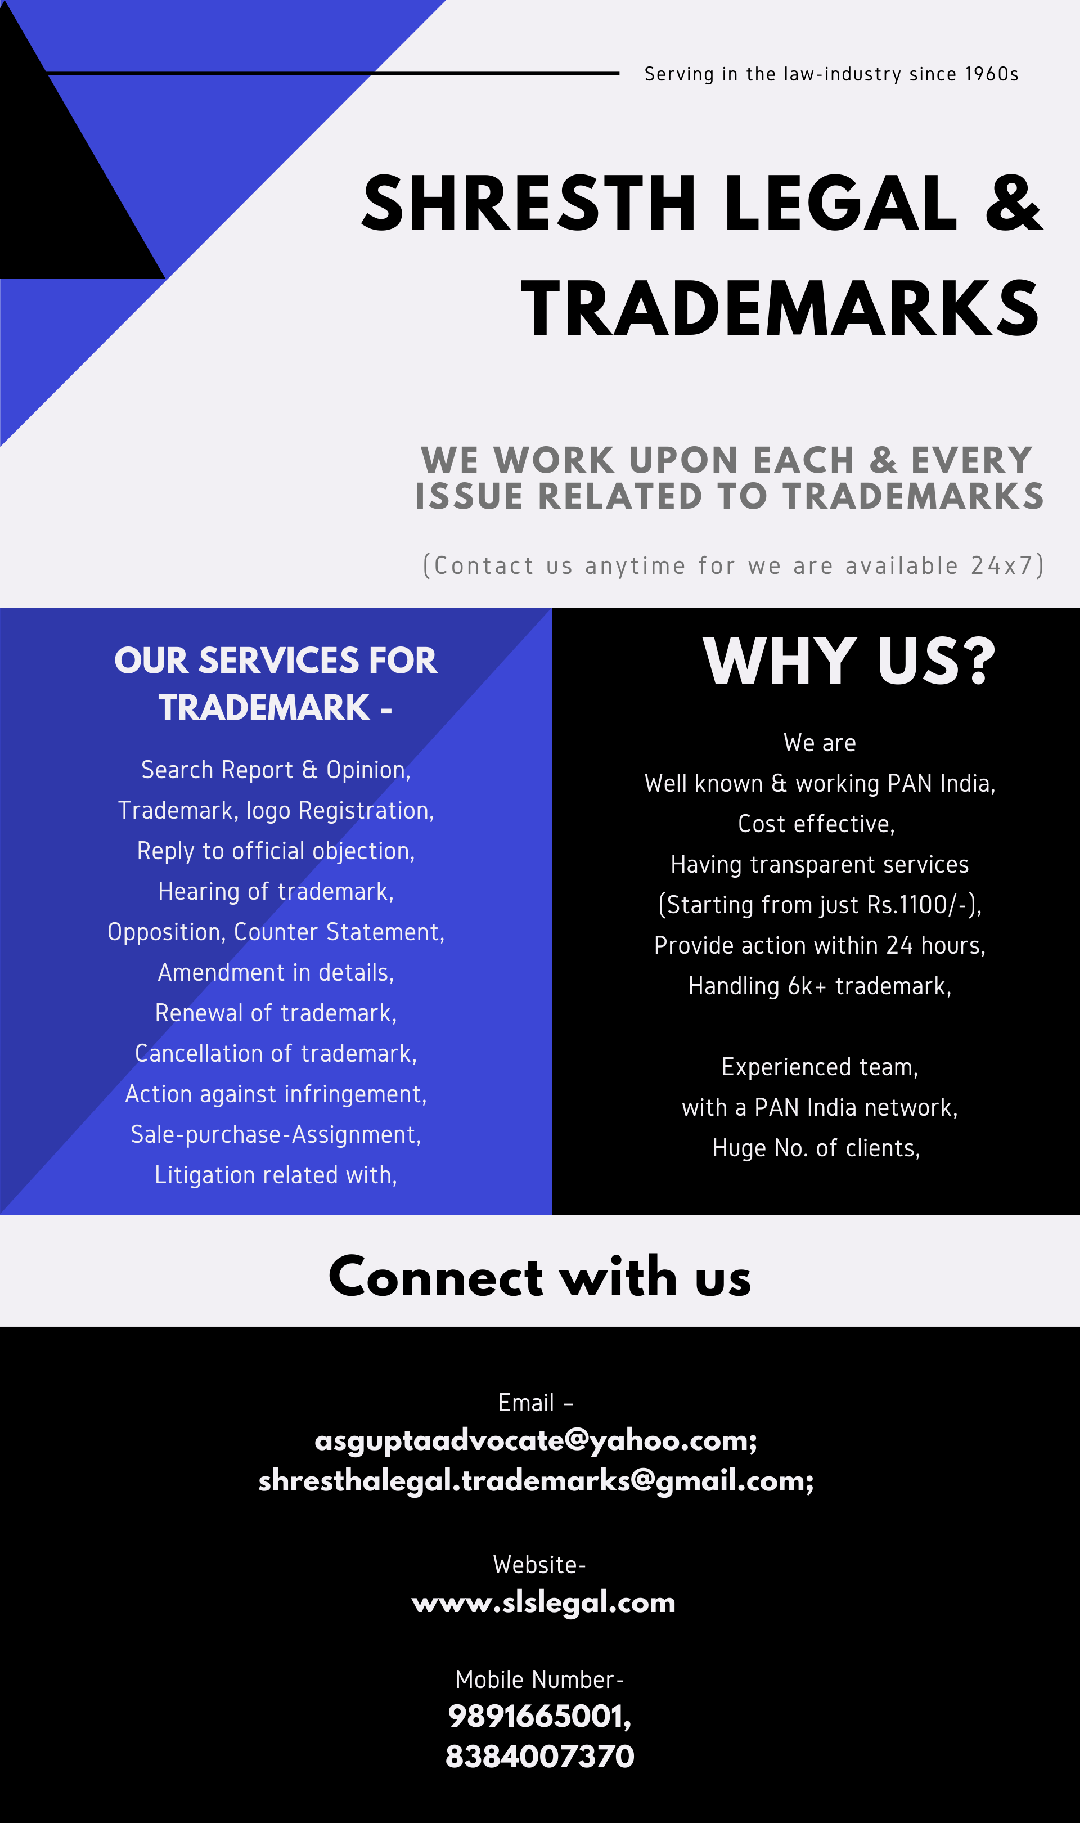 Serving in the law-industry since 1960s
SHRESTH LEGAL &
TRADEMARKS
WE WORK UPON EACH & EVERY
ISSUE RELATED TO TRADEMARKS
(Contact us anytime for we are available 24x7)
OUR SERVICES FOR
TRADEMARK -
Search Report & Opinion,
Trademark, logo Registration,
Reply to official objection,
Hearing of trademark,
Opposition, Counter Statement,
Amendment in details,
Renewal of trademark,
Cancellation of trademark,
Action against infringement,
Sale-purchase-Assignment,
Litigation related with,
WHY US?
We are
Well known & working PAN India,
Cost effective,
Having transparent services
(Starting from just Rs.1100/-),
Provide action within 24 hours,
Handling 6k+ trademark,
Experienced team,
with a PAN India network,
Huge No. of clients,
Connect with us
Email –
asguptaadvocate@yahoo.com;
shresthalegal.trademarks@gmail.com;
Website-
www.slslegal.com
Mobile Number-
9891665001,
8384007370